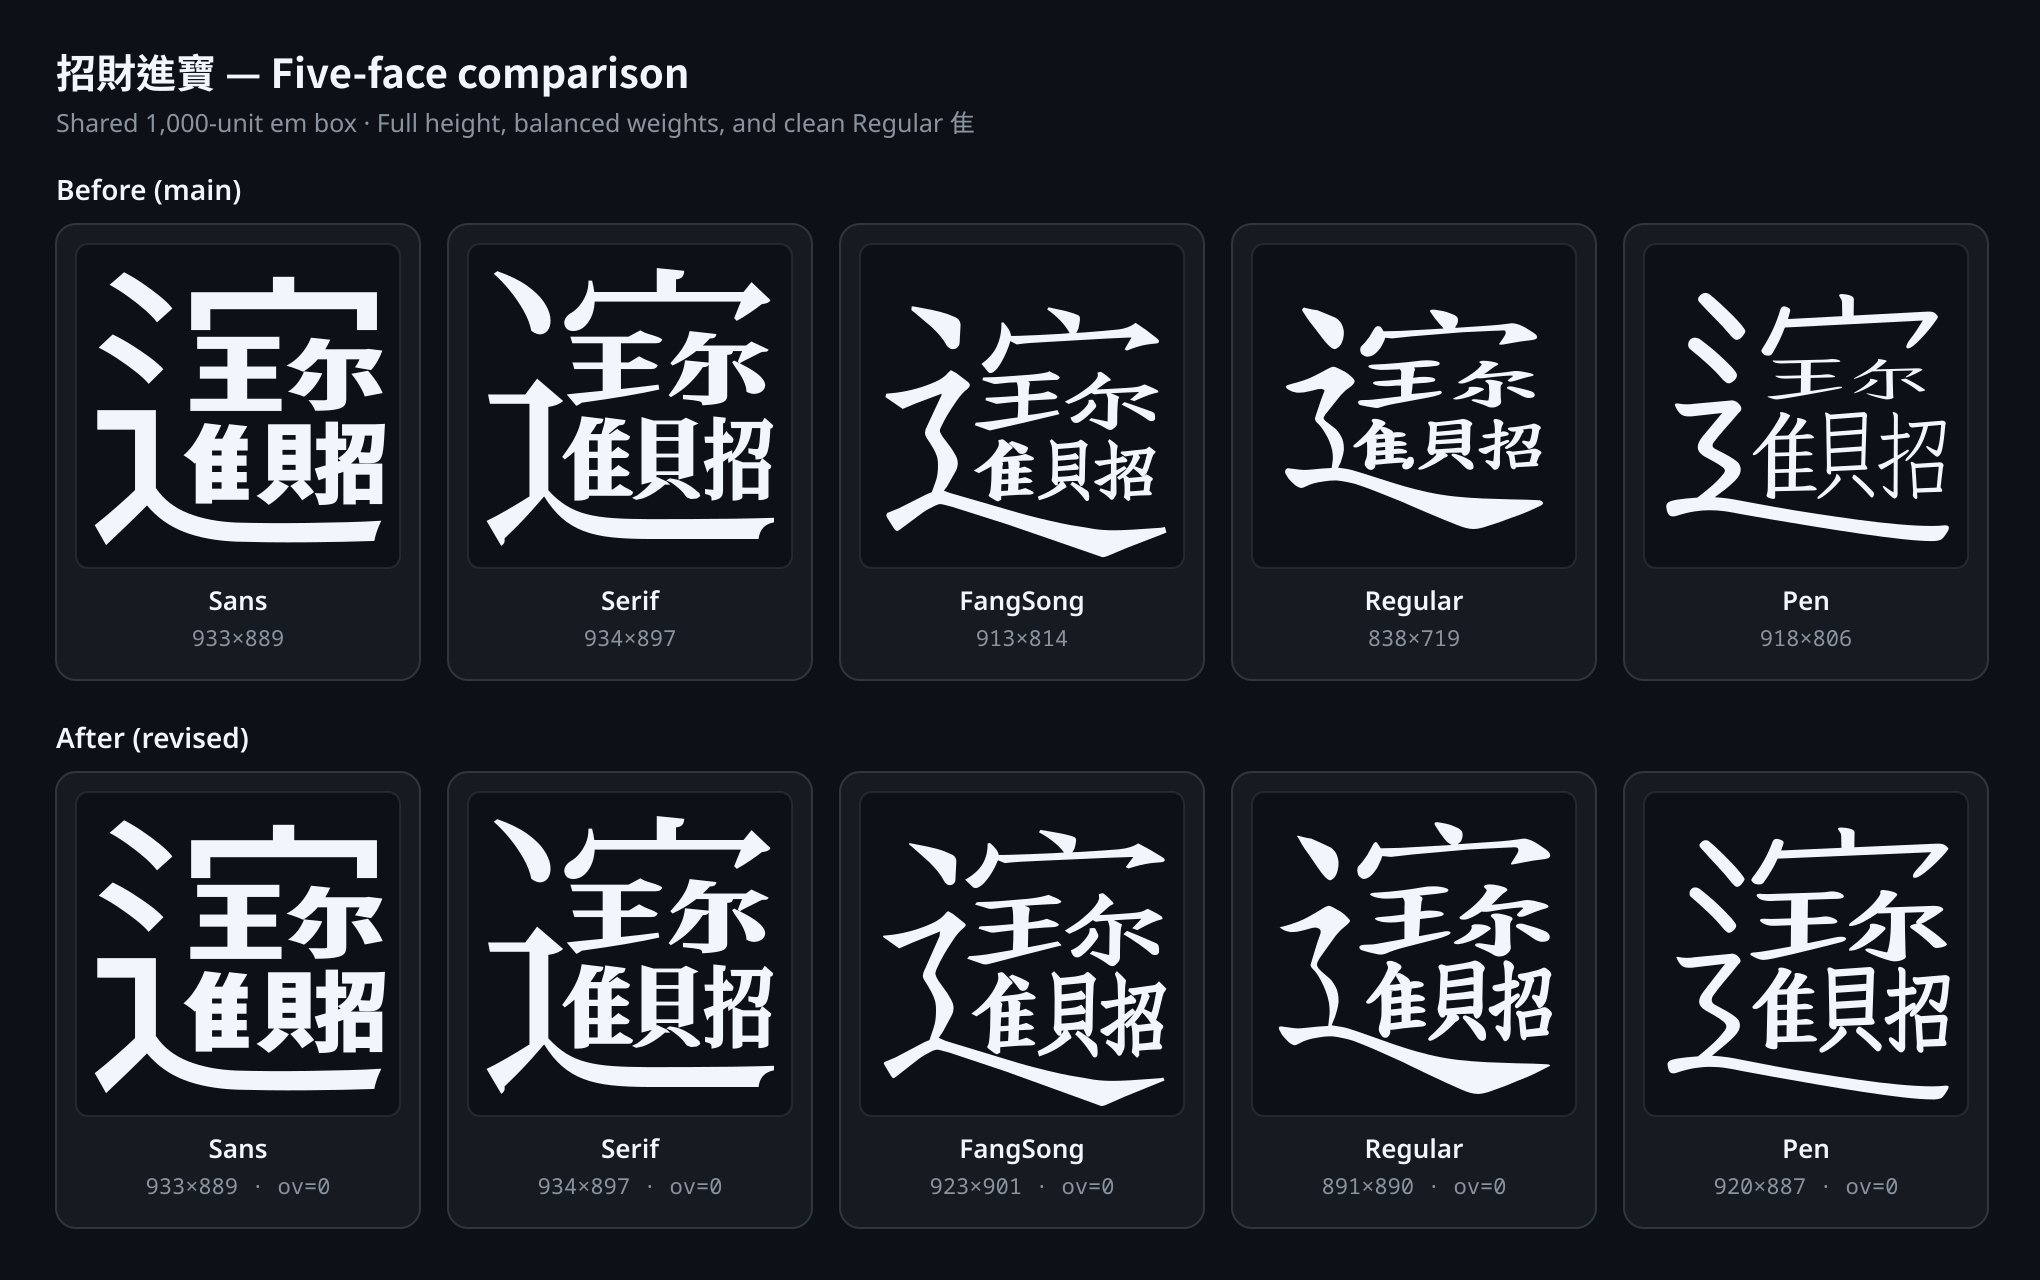 招財進寶 — Five-face comparison
Shared 1,000-unit em box · Full height, balanced weights, and clean Regular 隹
Before (main)
Sans
933×889
Serif
934×897
FangSong
913×814
Regular
838×719
Pen
918×806
After (revised)
Sans
933×889 · ov=0
Serif
934×897 · ov=0
FangSong
923×901 · ov=0
Regular
891×890 · ov=0
Pen
920×887 · ov=0